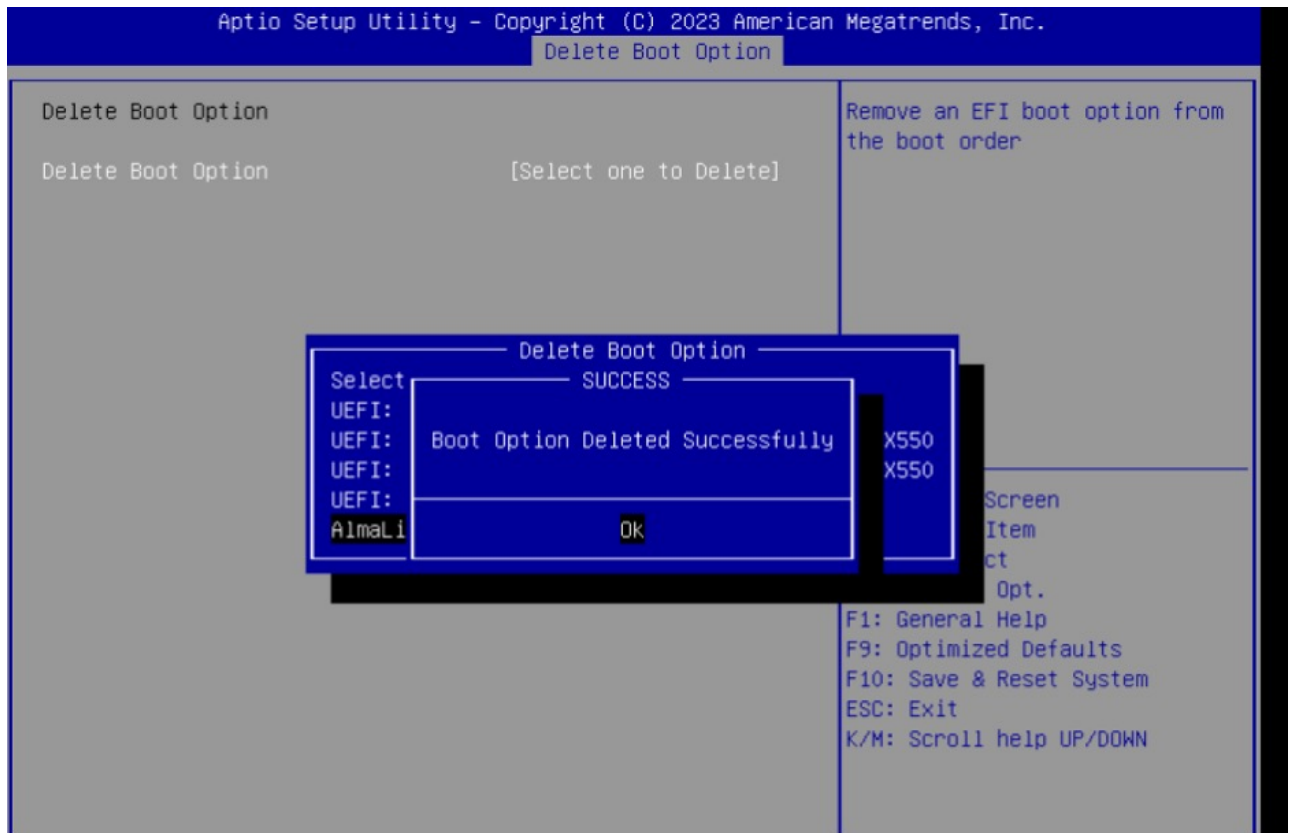 Aptio Setup Utility – Copyright (C) 2023 American Megatrends, Inc.
Delete Boot Option
Delete Boot Option
Delete Boot Option [Select one to Delete]
Remove an EFI boot option from
the boot order
Delete Boot Option
Select
SUCCESS
UEFI:
UEFI: X550
UEFI: X550
UEFI:
AlmaLi
Boot Option Deleted Successfully
Ok
Screen
Item
ct
Opt.
F1: General Help
F9: Optimized Defaults
F10: Save & Reset System
ESC: Exit
K/M: Scroll help UP/DOWN